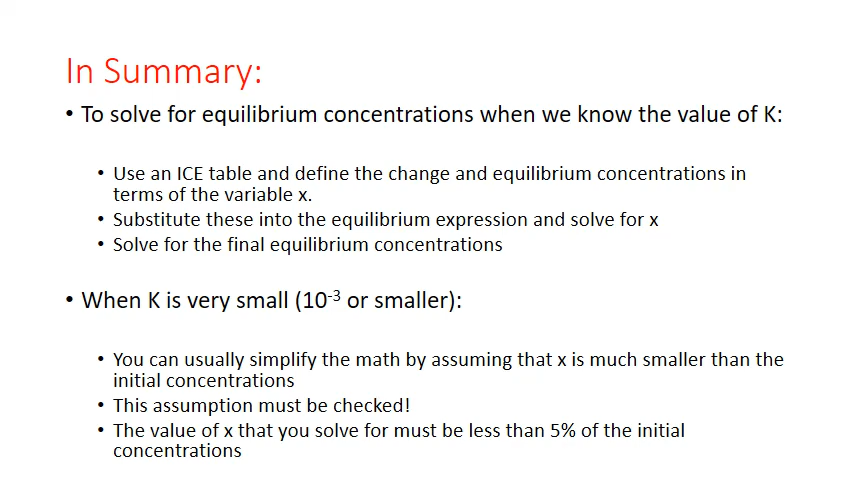 In Summary:
• To solve for equilibrium concentrations when we know the value of K:
• Use an ICE table and define the change and equilibrium concentrations in
terms of the variable x.
• Substitute these into the equilibrium expression and solve for x
• Solve for the final equilibrium concentrations
• When K is very small (10⁻³ or smaller):
• You can usually simplify the math by assuming that x is much smaller than the
initial concentrations
• This assumption must be checked!
• The value of x that you solve for must be less than 5% of the initial
concentrations